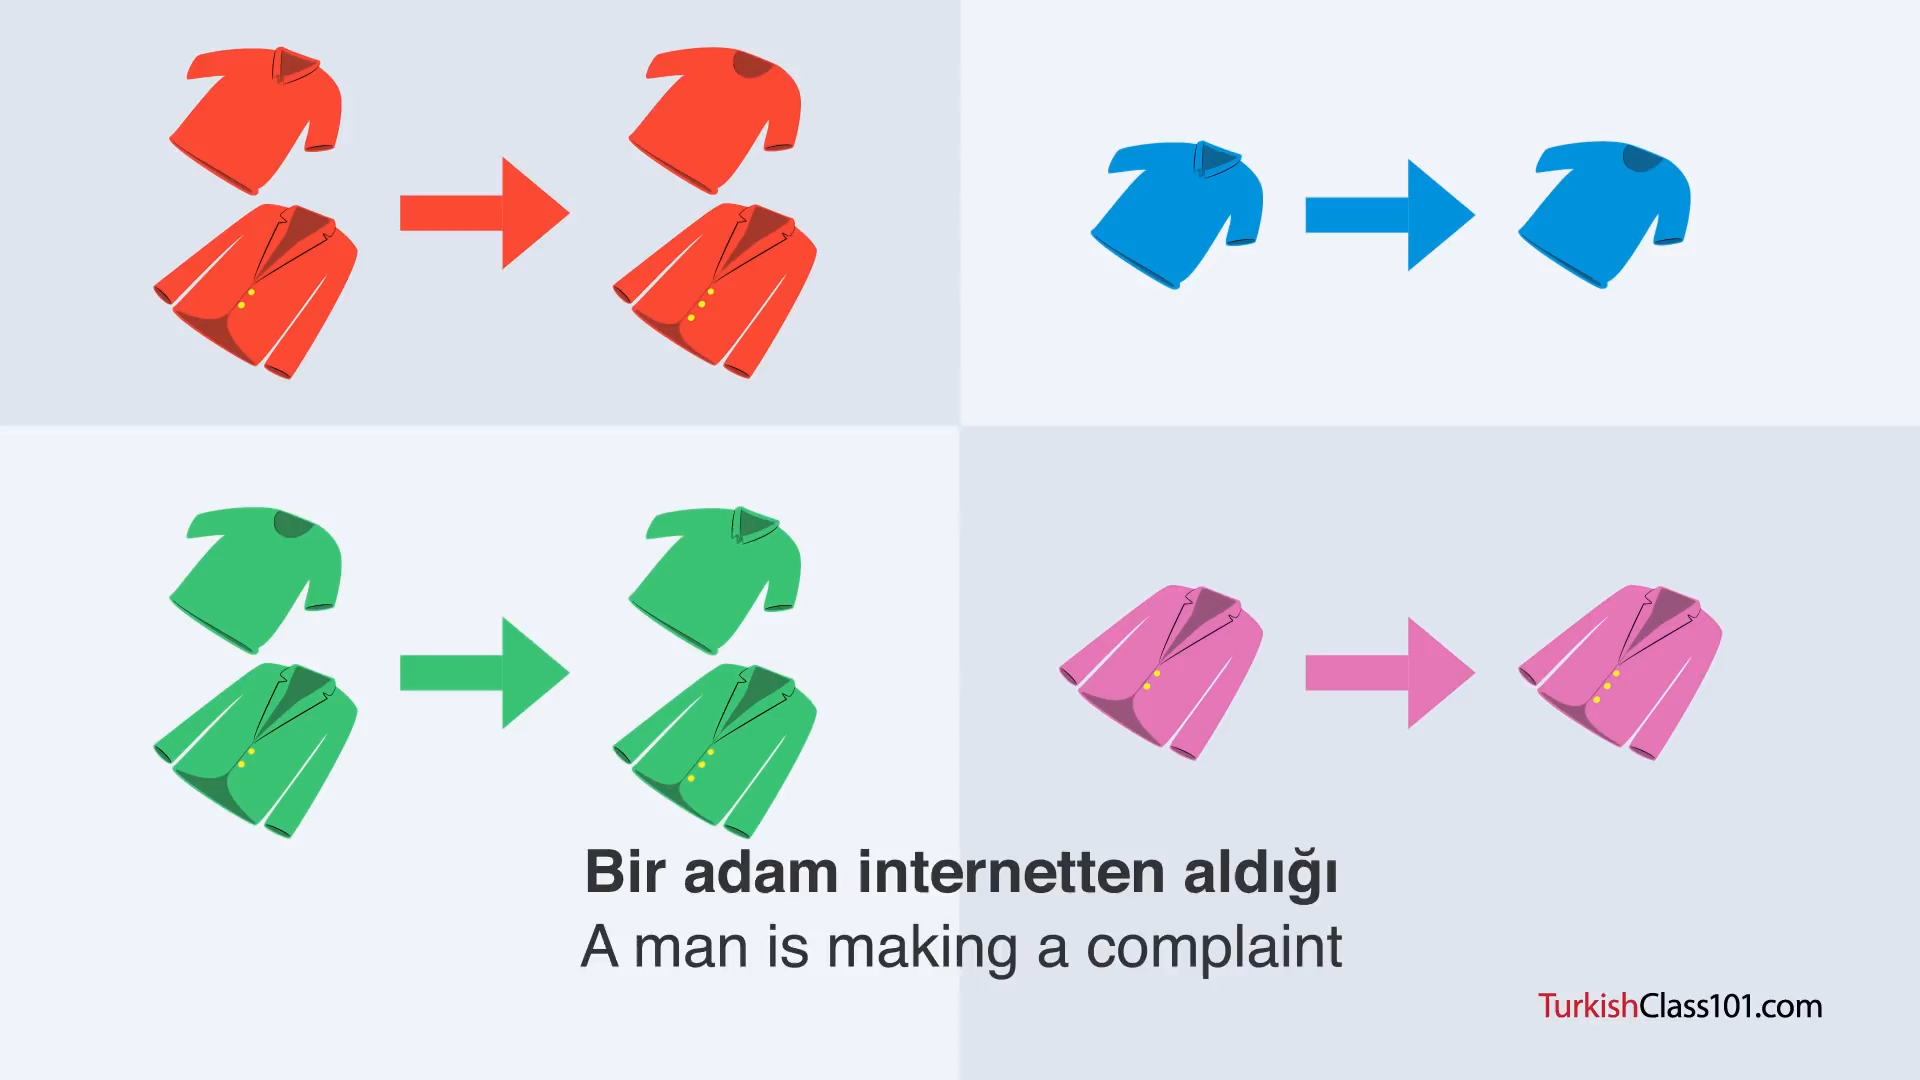 Bir adam internetten aldığı
A man is making a complaint
TurkishClass101.com